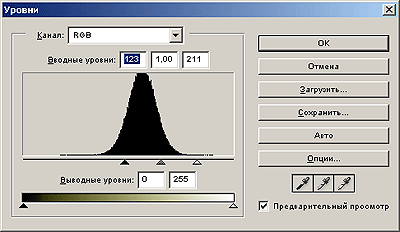 Уровни
Канал: RGB
Вводные уровни: 123 1,00 211
Выводные уровни: 0 255
OK
Отмена
Загрузить...
Сохранить...
Авто
Опции...
Предварительный просмотр